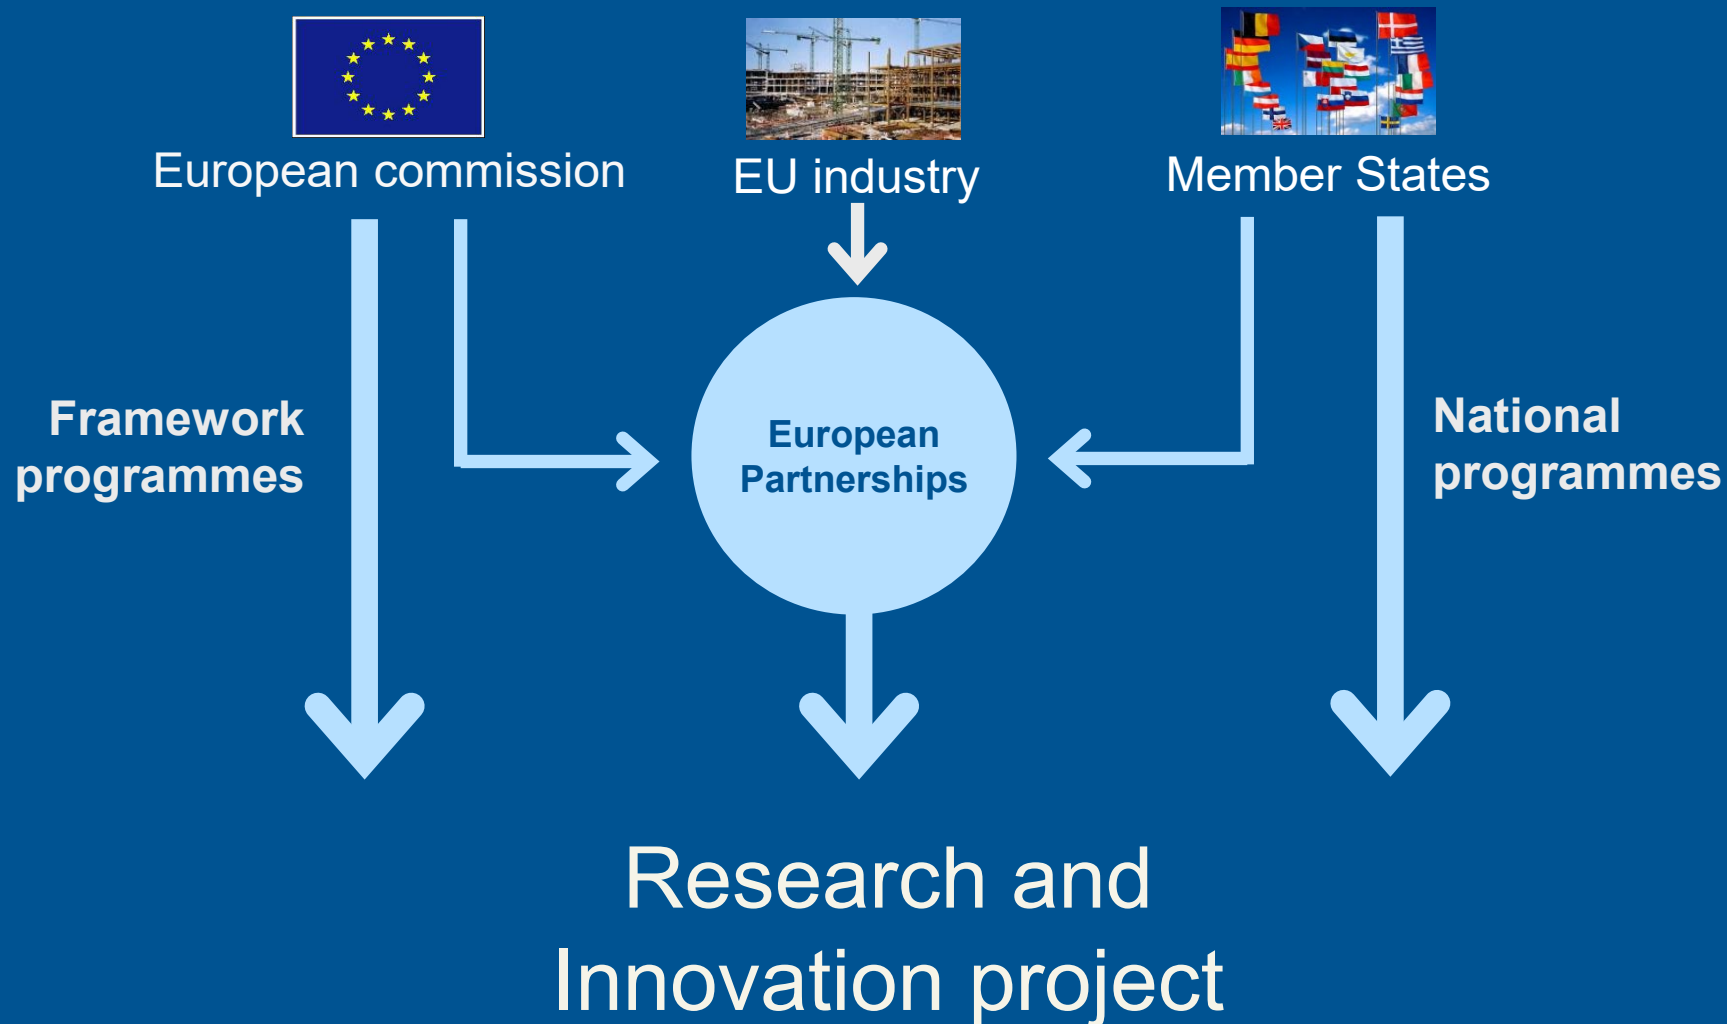 European commission
EU industry
Member States
Framework
programmes
European
Partnerships
National
programmes
Research and
Innovation project